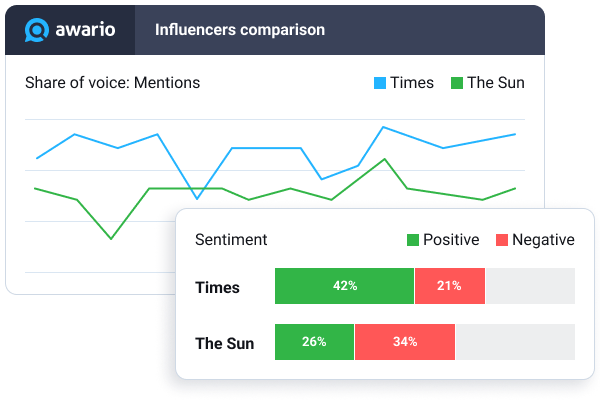 awario Influencers comparison
Share of voice: Mentions Times The Sun
Sentiment Positive Negative
Times 42% 21%
The Sun 26% 34%